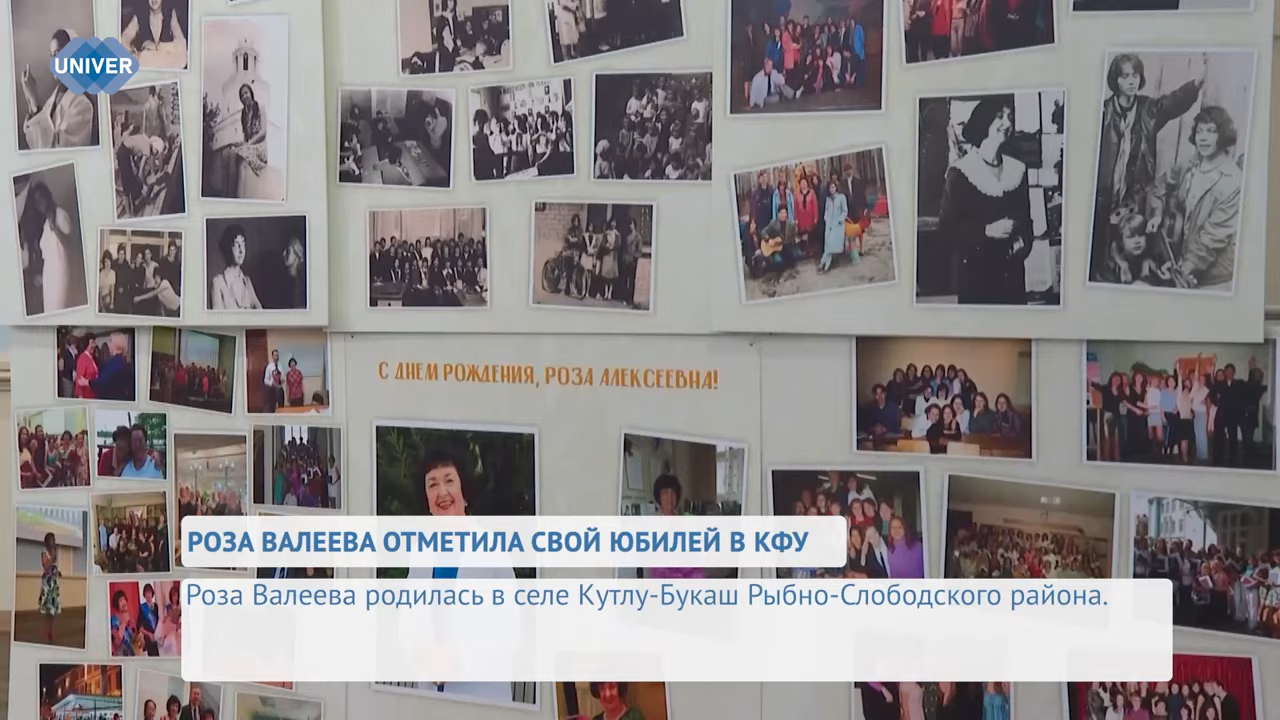 UNIVER
С ДНЕМ РОЖДЕНИЯ, РОЗА АЛЕКСЕЕВНА!
РОЗА ВАЛЕЕВА ОТМЕТИЛА СВОЙ ЮБИЛЕЙ В КФУ
Роза Валеева родилась в селе Кутлу-Букаш Рыбно-Слободского района.